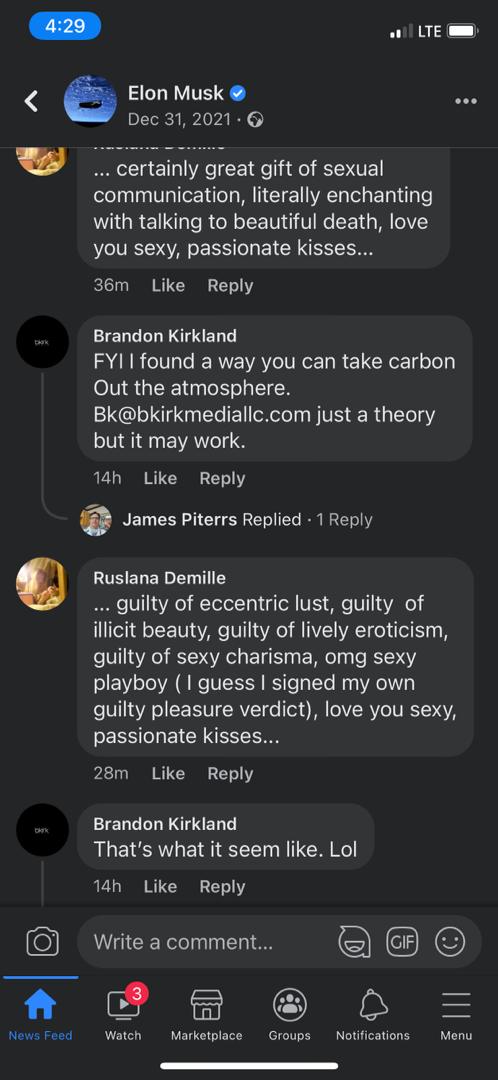 4:29
LTE
Elon Musk
Dec 31, 2021 ·
Ruslana Demille
... certainly great gift of sexual
communication, literally enchanting
with talking to beautiful death, love
you sexy, passionate kisses...
36m Like Reply
bkrk
Brandon Kirkland
FYI I found a way you can take carbon
Out the atmosphere.
Bk@bkirkmediallc.com just a theory
but it may work.
14h Like Reply
James Piterrs Replied · 1 Reply
Ruslana Demille
... guilty of eccentric lust, guilty of
illicit beauty, guilty of lively eroticism,
guilty of sexy charisma, omg sexy
playboy ( I guess I signed my own
guilty pleasure verdict), love you sexy,
passionate kisses...
28m Like Reply
bkrk
Brandon Kirkland
That's what it seem like. Lol
14h Like Reply
Write a comment...
GIF
3
News Feed Watch Marketplace Groups Notifications Menu